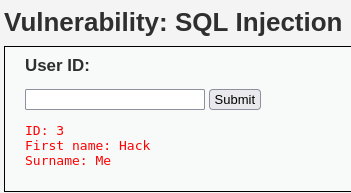 Vulnerability: SQL Injection
User ID:
Submit
ID: 3
First name: Hack
Surname: Me